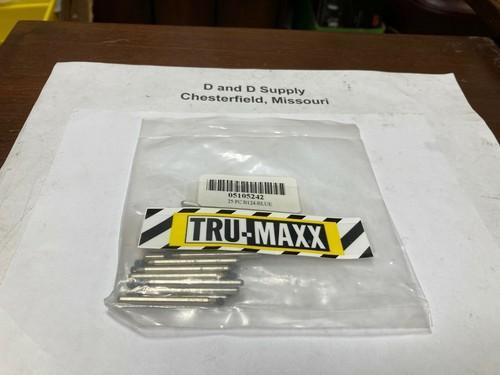 D and D Supply
Chesterfield, Missouri
05105242
25 PC B124-BLUE
TRU-MAXX